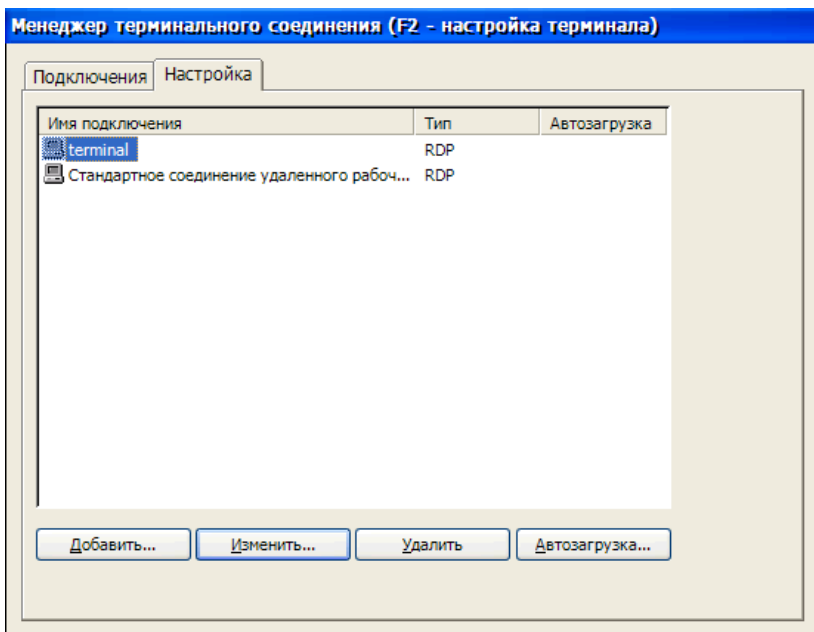 Менеджер терминального соединения (F2 - настройка терминала)
Подключения Настройка
Имя подключения Тип Автозагрузка
terminal RDP
Стандартное соединение удаленного рабоч... RDP
Добавить... Изменить... Удалить Автозагрузка...